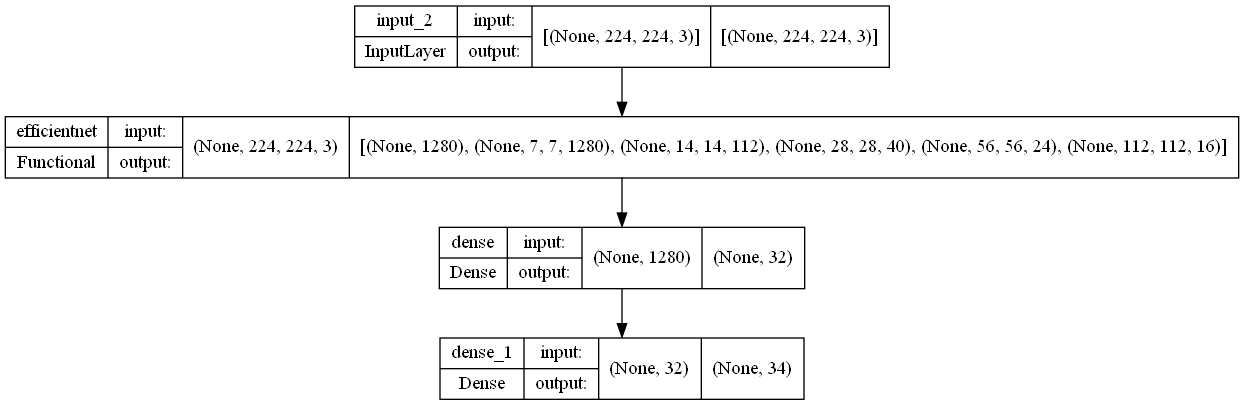 input_2 input: [(None, 224, 224, 3)] [(None, 224, 224, 3)]
InputLayer output:
efficientnet input: (None, 224, 224, 3) [(None, 1280), (None, 7, 7, 1280), (None, 14, 14, 112), (None, 28, 28, 40), (None, 56, 56, 24), (None, 112, 112, 16)]
Functional output:
dense input: (None, 1280) (None, 32)
Dense output:
dense_1 input: (None, 32) (None, 34)
Dense output: